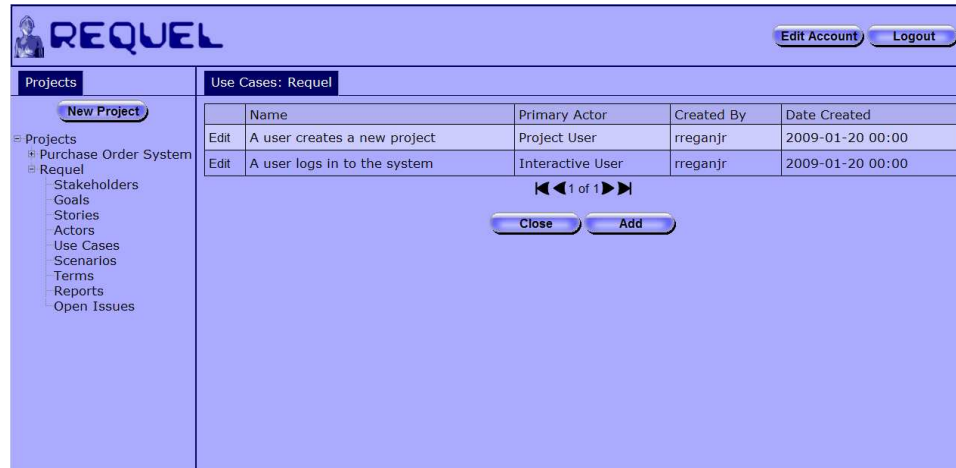 REQUEL
Edit Account
Logout
Projects
New Project
Projects
Purchase Order System
Requel
Stakeholders
Goals
Stories
Actors
Use Cases
Scenarios
Terms
Reports
Open Issues
Use Cases: Requel
Name Primary Actor Created By Date Created
Edit A user creates a new project Project User rreganjr 2009-01-20 00:00
Edit A user logs in to the system Interactive User rreganjr 2009-01-20 00:00
1 of 1
Close Add